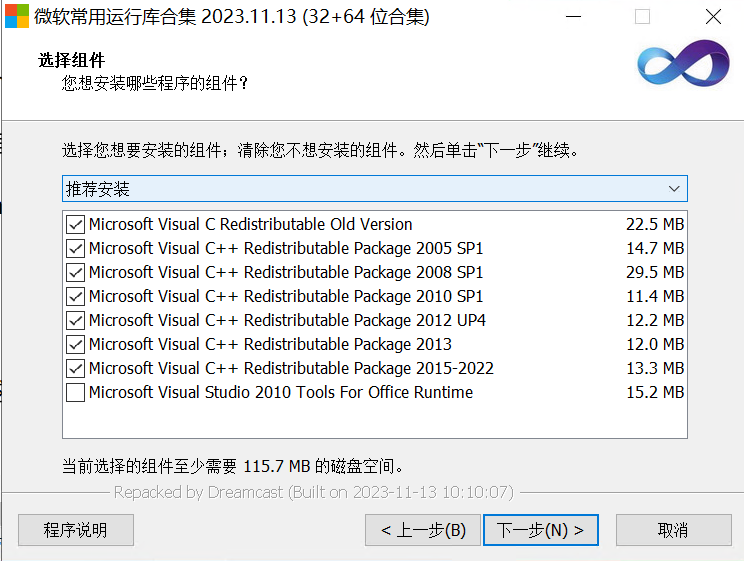 微软常用运行库合集 2023.11.13 (32+64 位合集)
选择组件
您想安装哪些程序的组件？
选择您想要安装的组件；清除您不想安装的组件。然后单击“下一步”继续。
推荐安装
Microsoft Visual C Redistributable Old Version 22.5 MB
Microsoft Visual C++ Redistributable Package 2005 SP1 14.7 MB
Microsoft Visual C++ Redistributable Package 2008 SP1 29.5 MB
Microsoft Visual C++ Redistributable Package 2010 SP1 11.4 MB
Microsoft Visual C++ Redistributable Package 2012 UP4 12.2 MB
Microsoft Visual C++ Redistributable Package 2013 12.0 MB
Microsoft Visual C++ Redistributable Package 2015-2022 13.3 MB
Microsoft Visual Studio 2010 Tools For Office Runtime 15.2 MB
当前选择的组件至少需要 115.7 MB 的磁盘空间。
Repacked by Dreamcast (Built on 2023-11-13 10:10:07)
程序说明 < 上一步(B) 下一步(N) > 取消